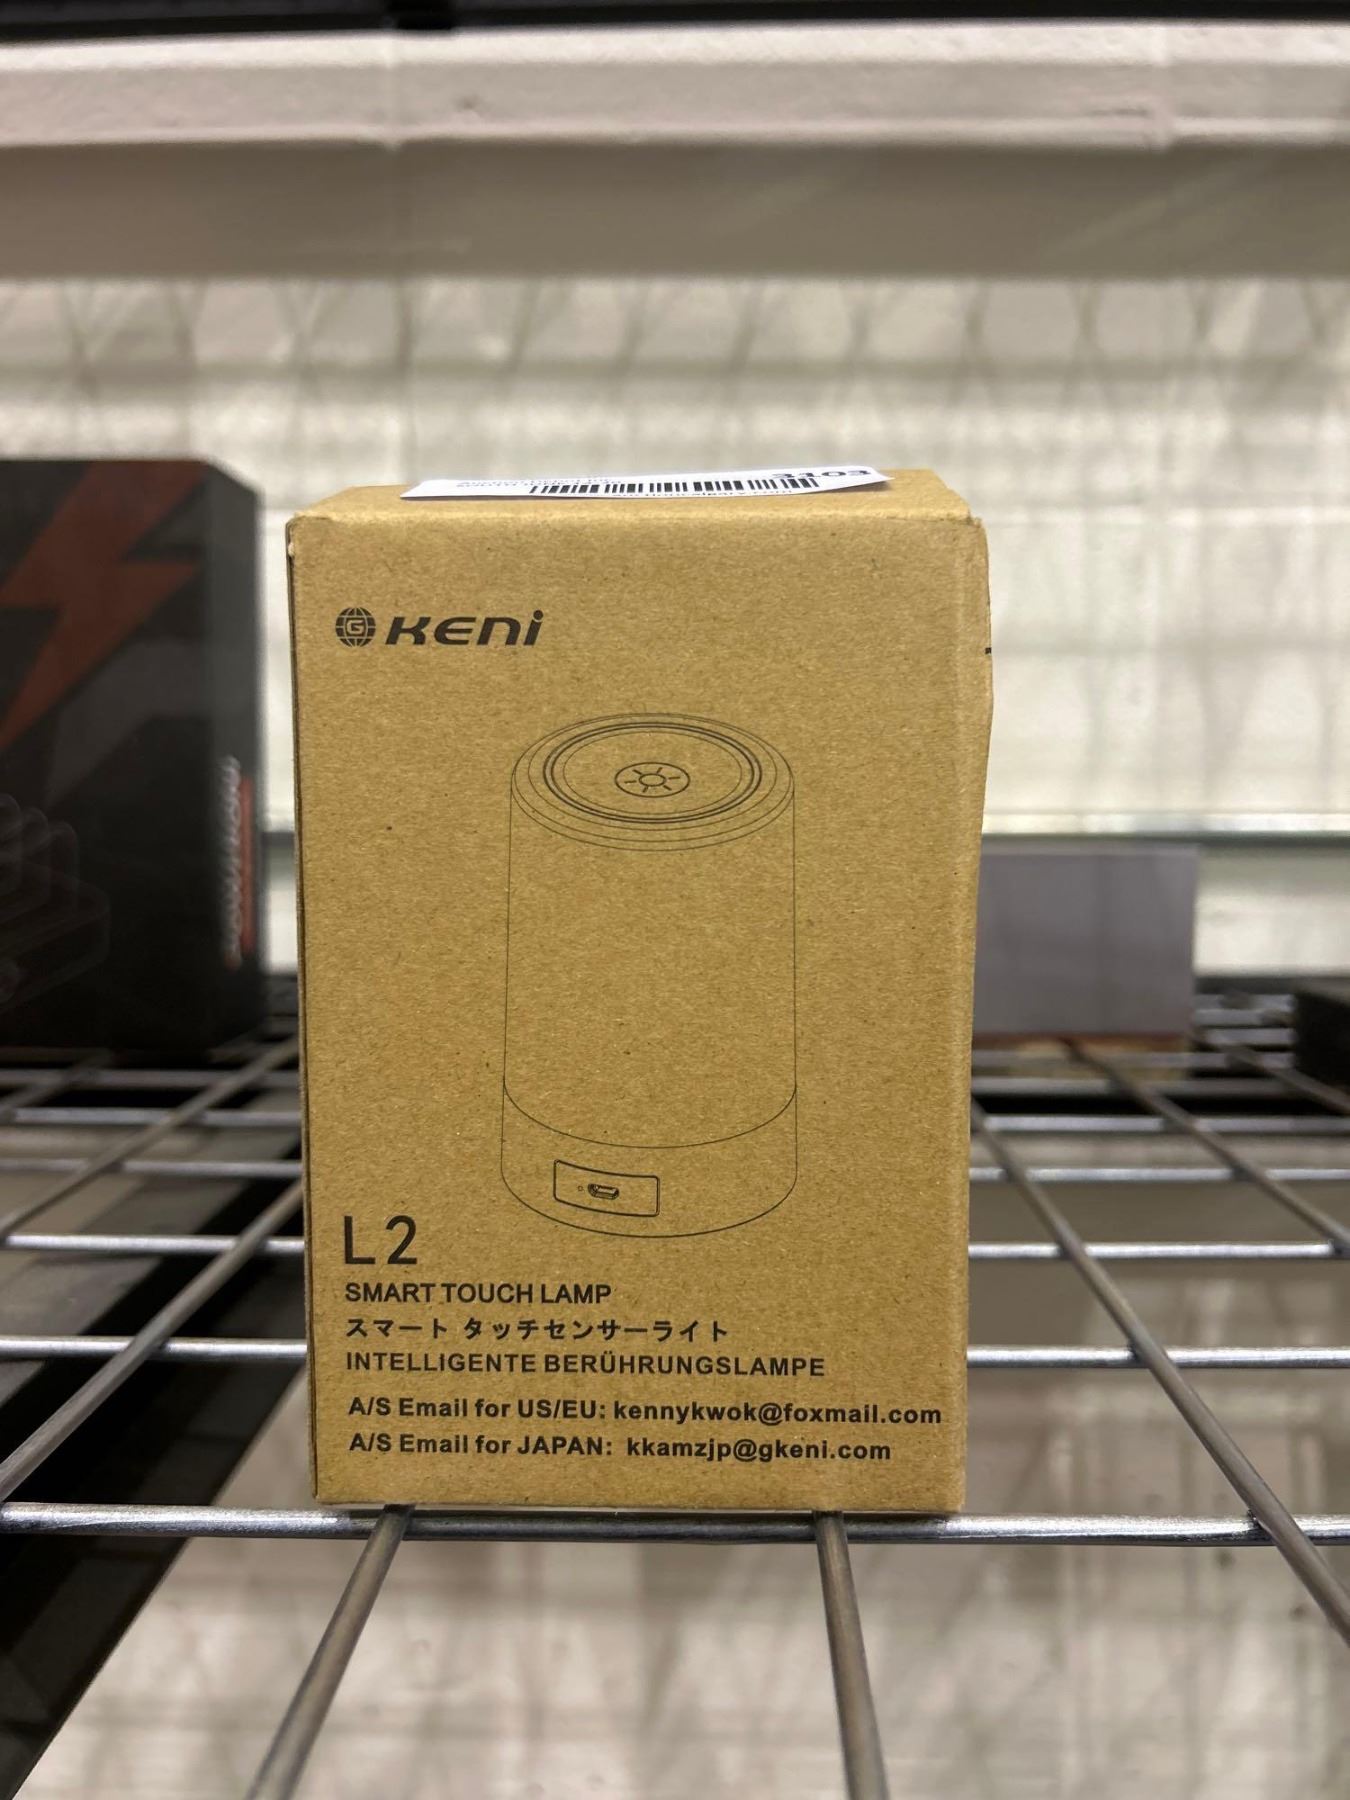 3103
G KENi
L2
SMART TOUCH LAMP
スマート タッチセンサーライト
INTELLIGENTE BERÜHRUNGSLAMPE
A/S Email for US/EU: kennykwok@foxmail.com
A/S Email for JAPAN: kkamzjp@gkeni.com